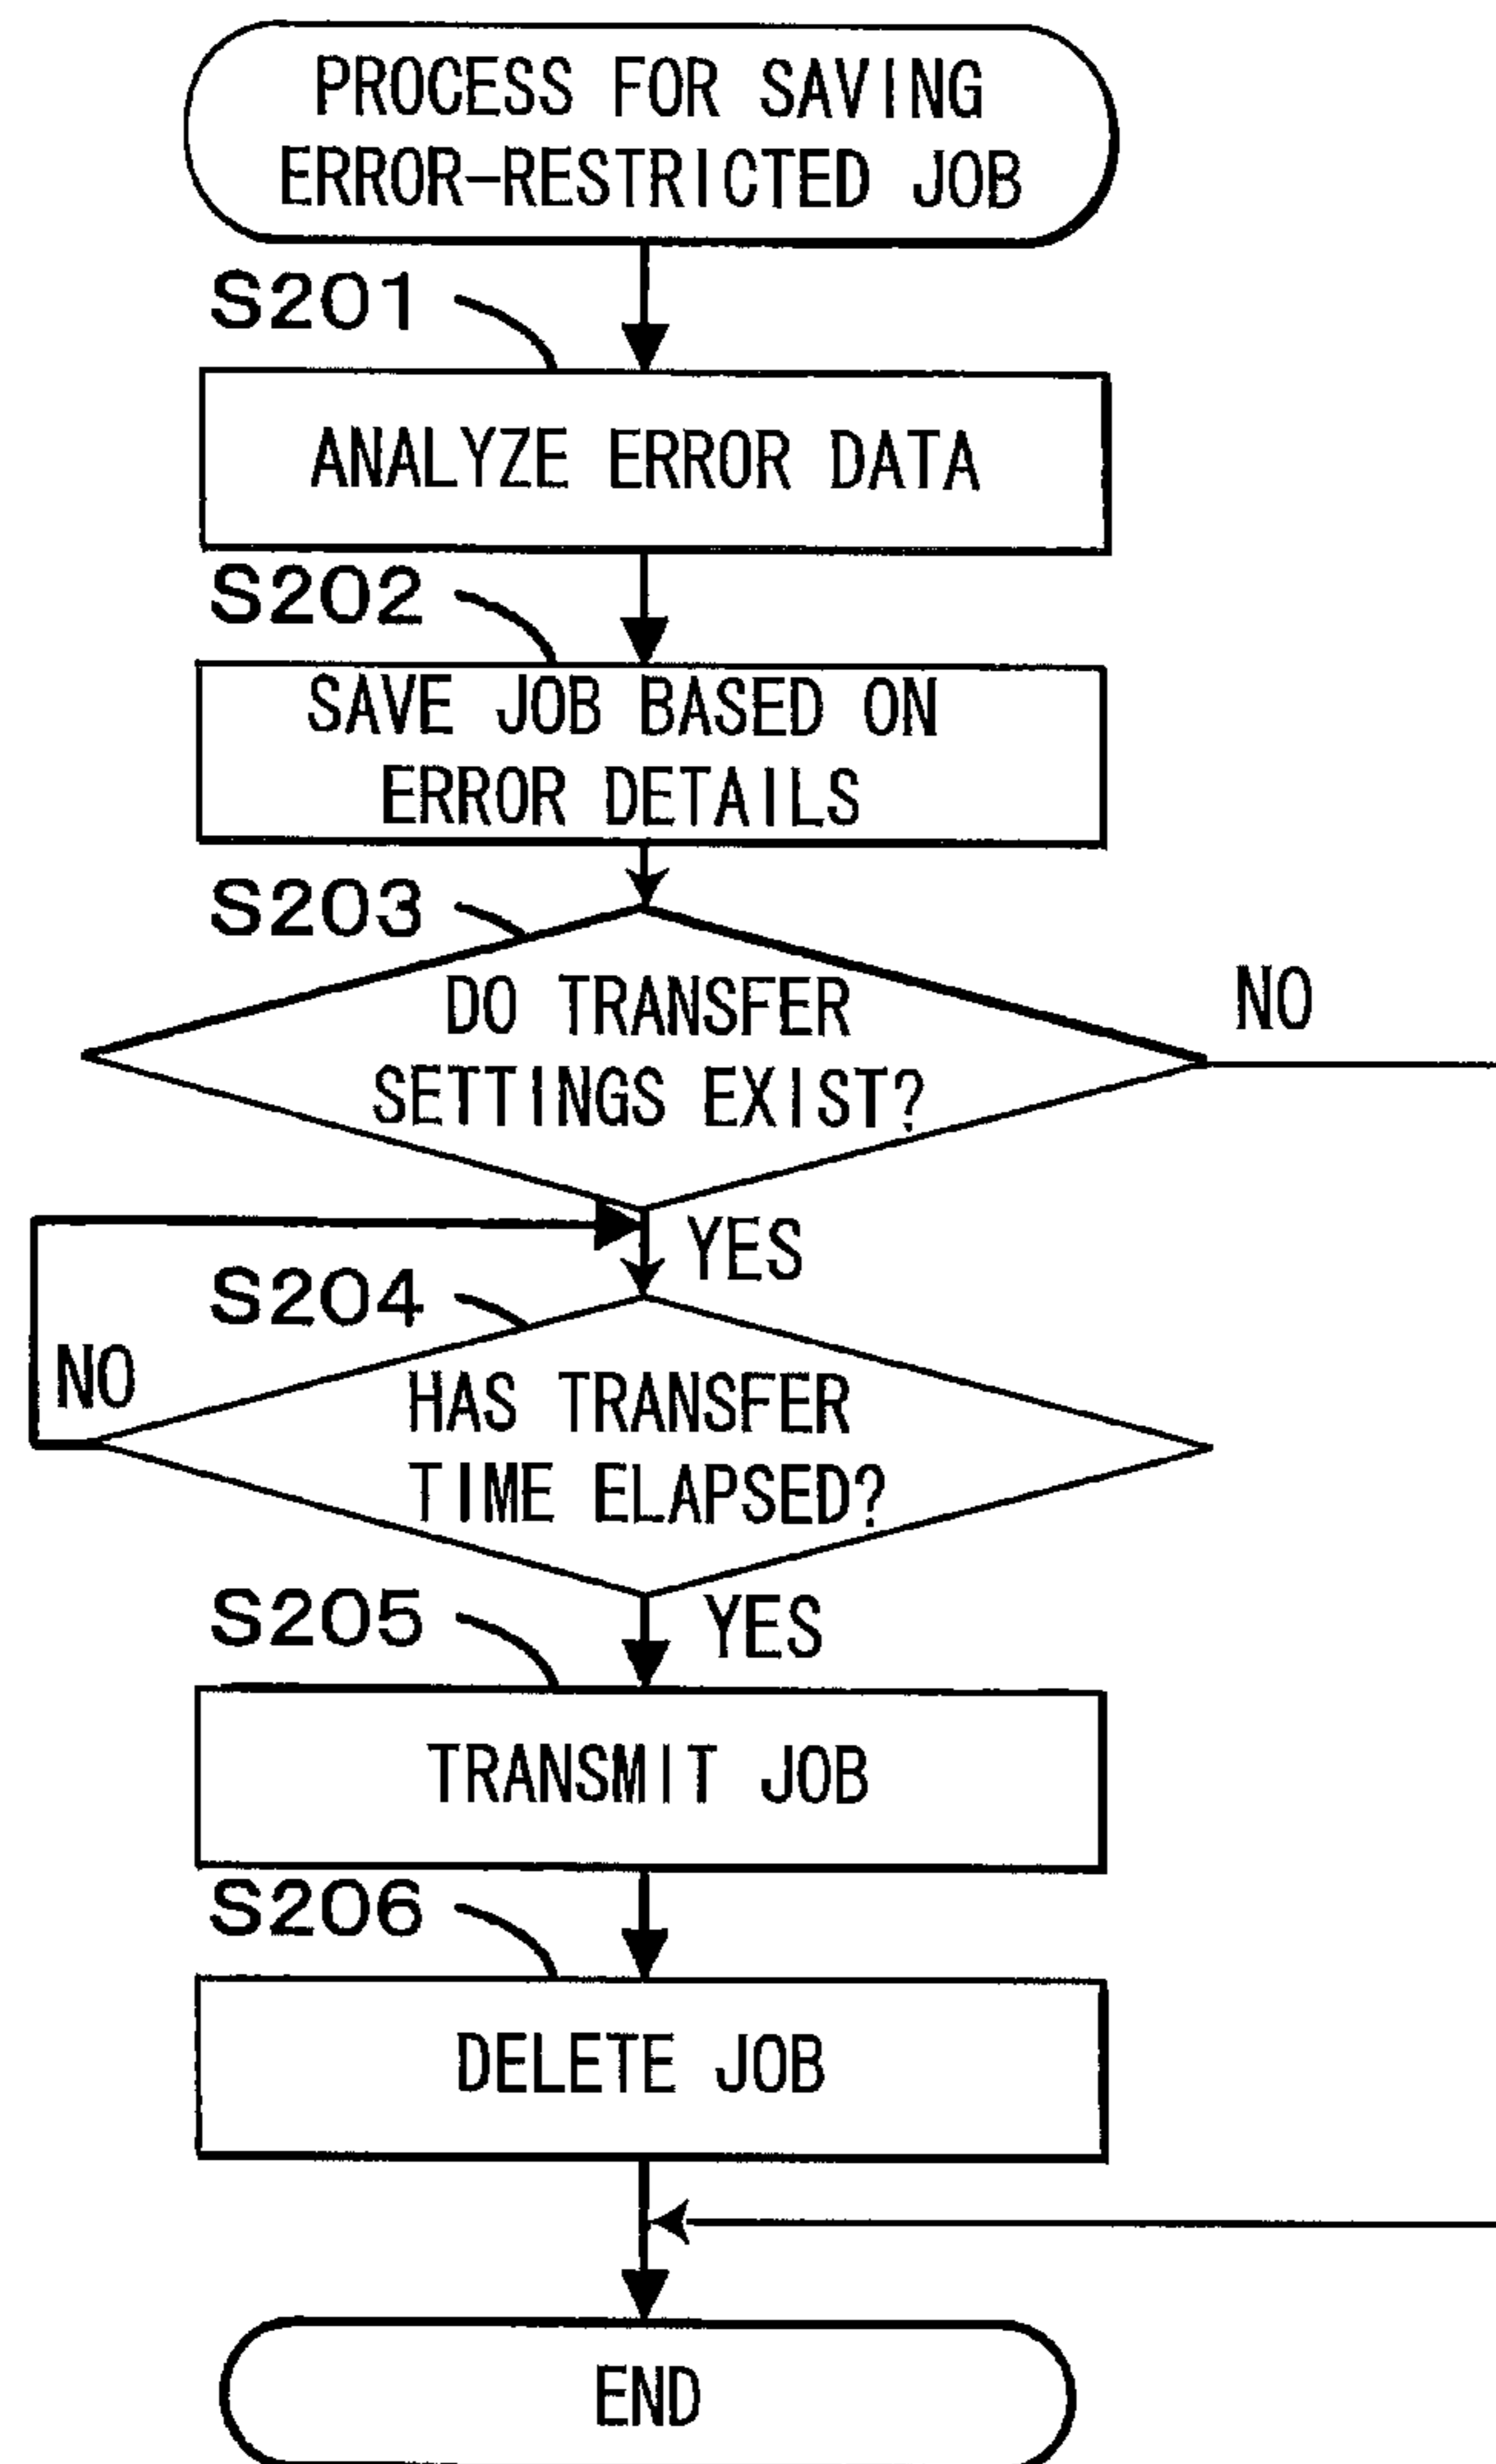 PROCESS FOR SAVING
ERROR-RESTRICTED JOB
S201
ANALYZE ERROR DATA
S202
SAVE JOB BASED ON
ERROR DETAILS
S203
DO TRANSFER
SETTINGS EXIST?
NO
YES
S204
NO
HAS TRANSFER
TIME ELAPSED?
S205
YES
TRANSMIT JOB
S206
DELETE JOB
END